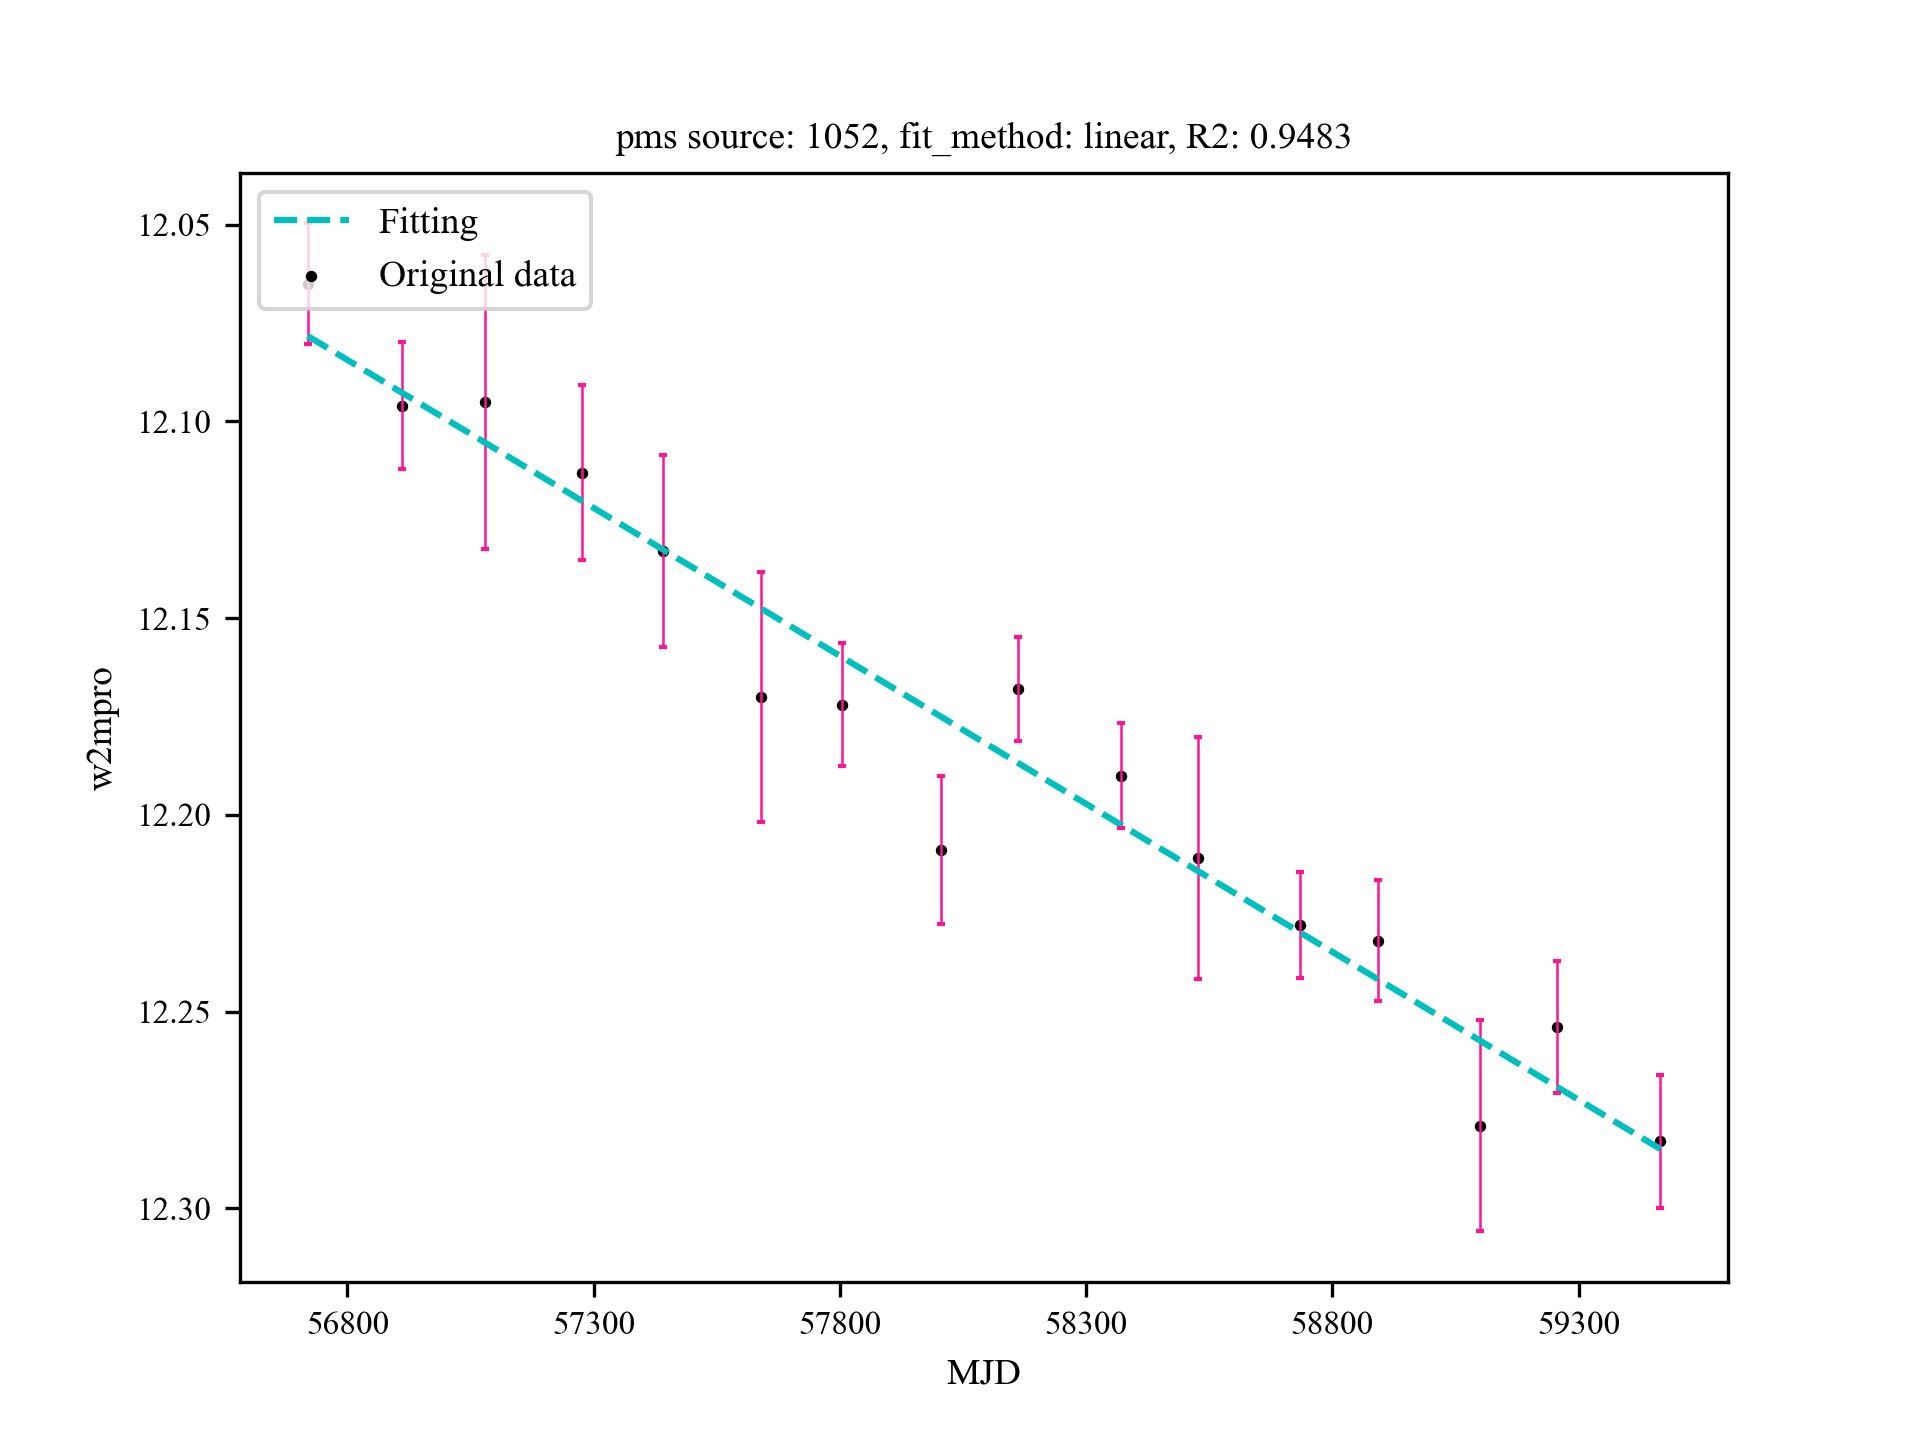 pms source: 1052, fit_method: linear, R2: 0.9483
Fitting
Original data
12.05
12.10
12.15
12.20
12.25
12.30
w2mpro
56800
57300
57800
58300
58800
59300
MJD